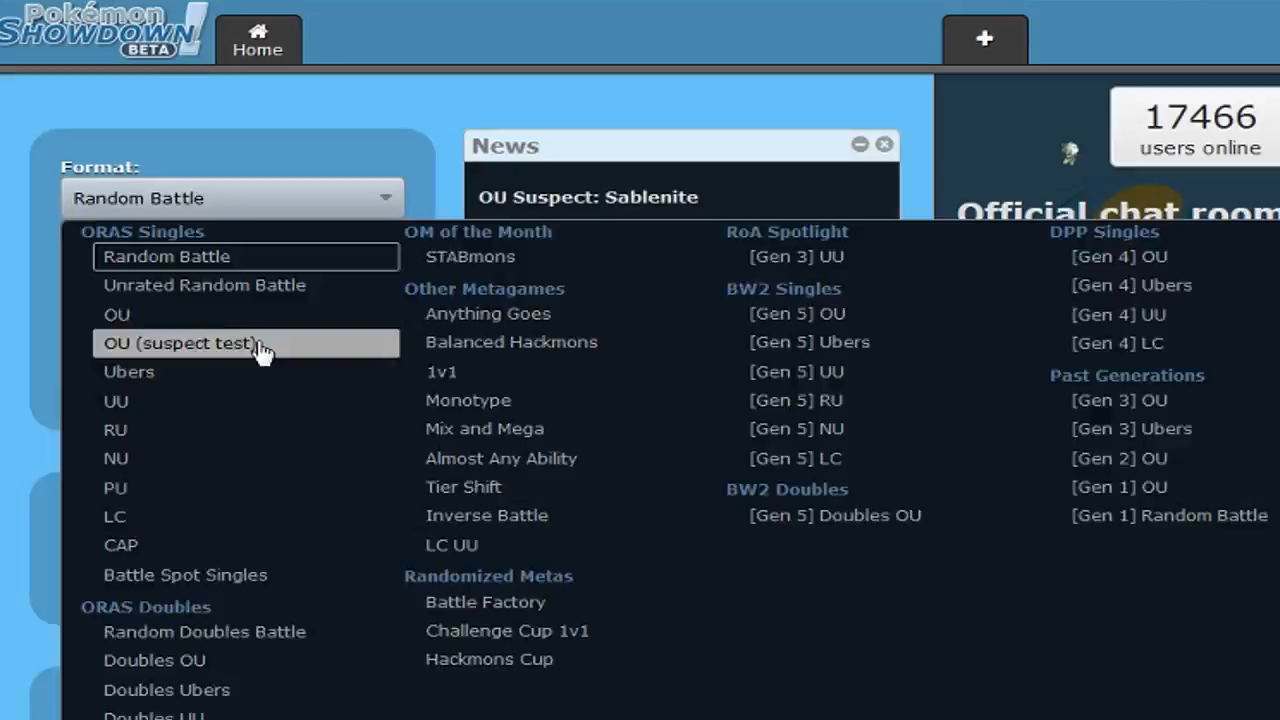 Pokémon
SHOWDOWN!
BETA
Home
+
17466
users online
Format:
Random Battle
News
OU Suspect: Sablenite
Official chat room
ORAS Singles
Random Battle
Unrated Random Battle
OU
OU (suspect test)
Ubers
UU
RU
NU
PU
LC
CAP
Battle Spot Singles
ORAS Doubles
Random Doubles Battle
Doubles OU
Doubles Ubers
Doubles UU
OM of the Month
STABmons
Other Metagames
Anything Goes
Balanced Hackmons
1v1
Monotype
Mix and Mega
Almost Any Ability
Tier Shift
Inverse Battle
LC UU
Randomized Metas
Battle Factory
Challenge Cup 1v1
Hackmons Cup
RoA Spotlight
[Gen 3] UU
BW2 Singles
[Gen 5] OU
[Gen 5] Ubers
[Gen 5] UU
[Gen 5] RU
[Gen 5] NU
[Gen 5] LC
BW2 Doubles
[Gen 5] Doubles OU
DPP Singles
[Gen 4] OU
[Gen 4] Ubers
[Gen 4] UU
[Gen 4] LC
Past Generations
[Gen 3] OU
[Gen 3] Ubers
[Gen 2] OU
[Gen 1] OU
[Gen 1] Random Battle